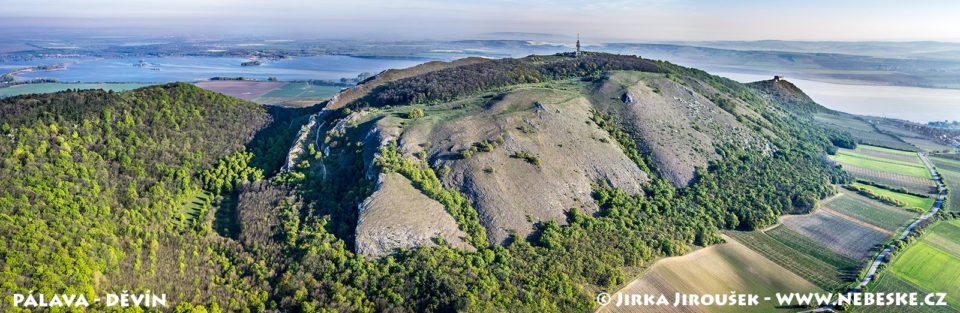 PÁLAVA - DĚVÍN
© JIRKA JIROUŠEK - WWW.NEBESKE.CZ